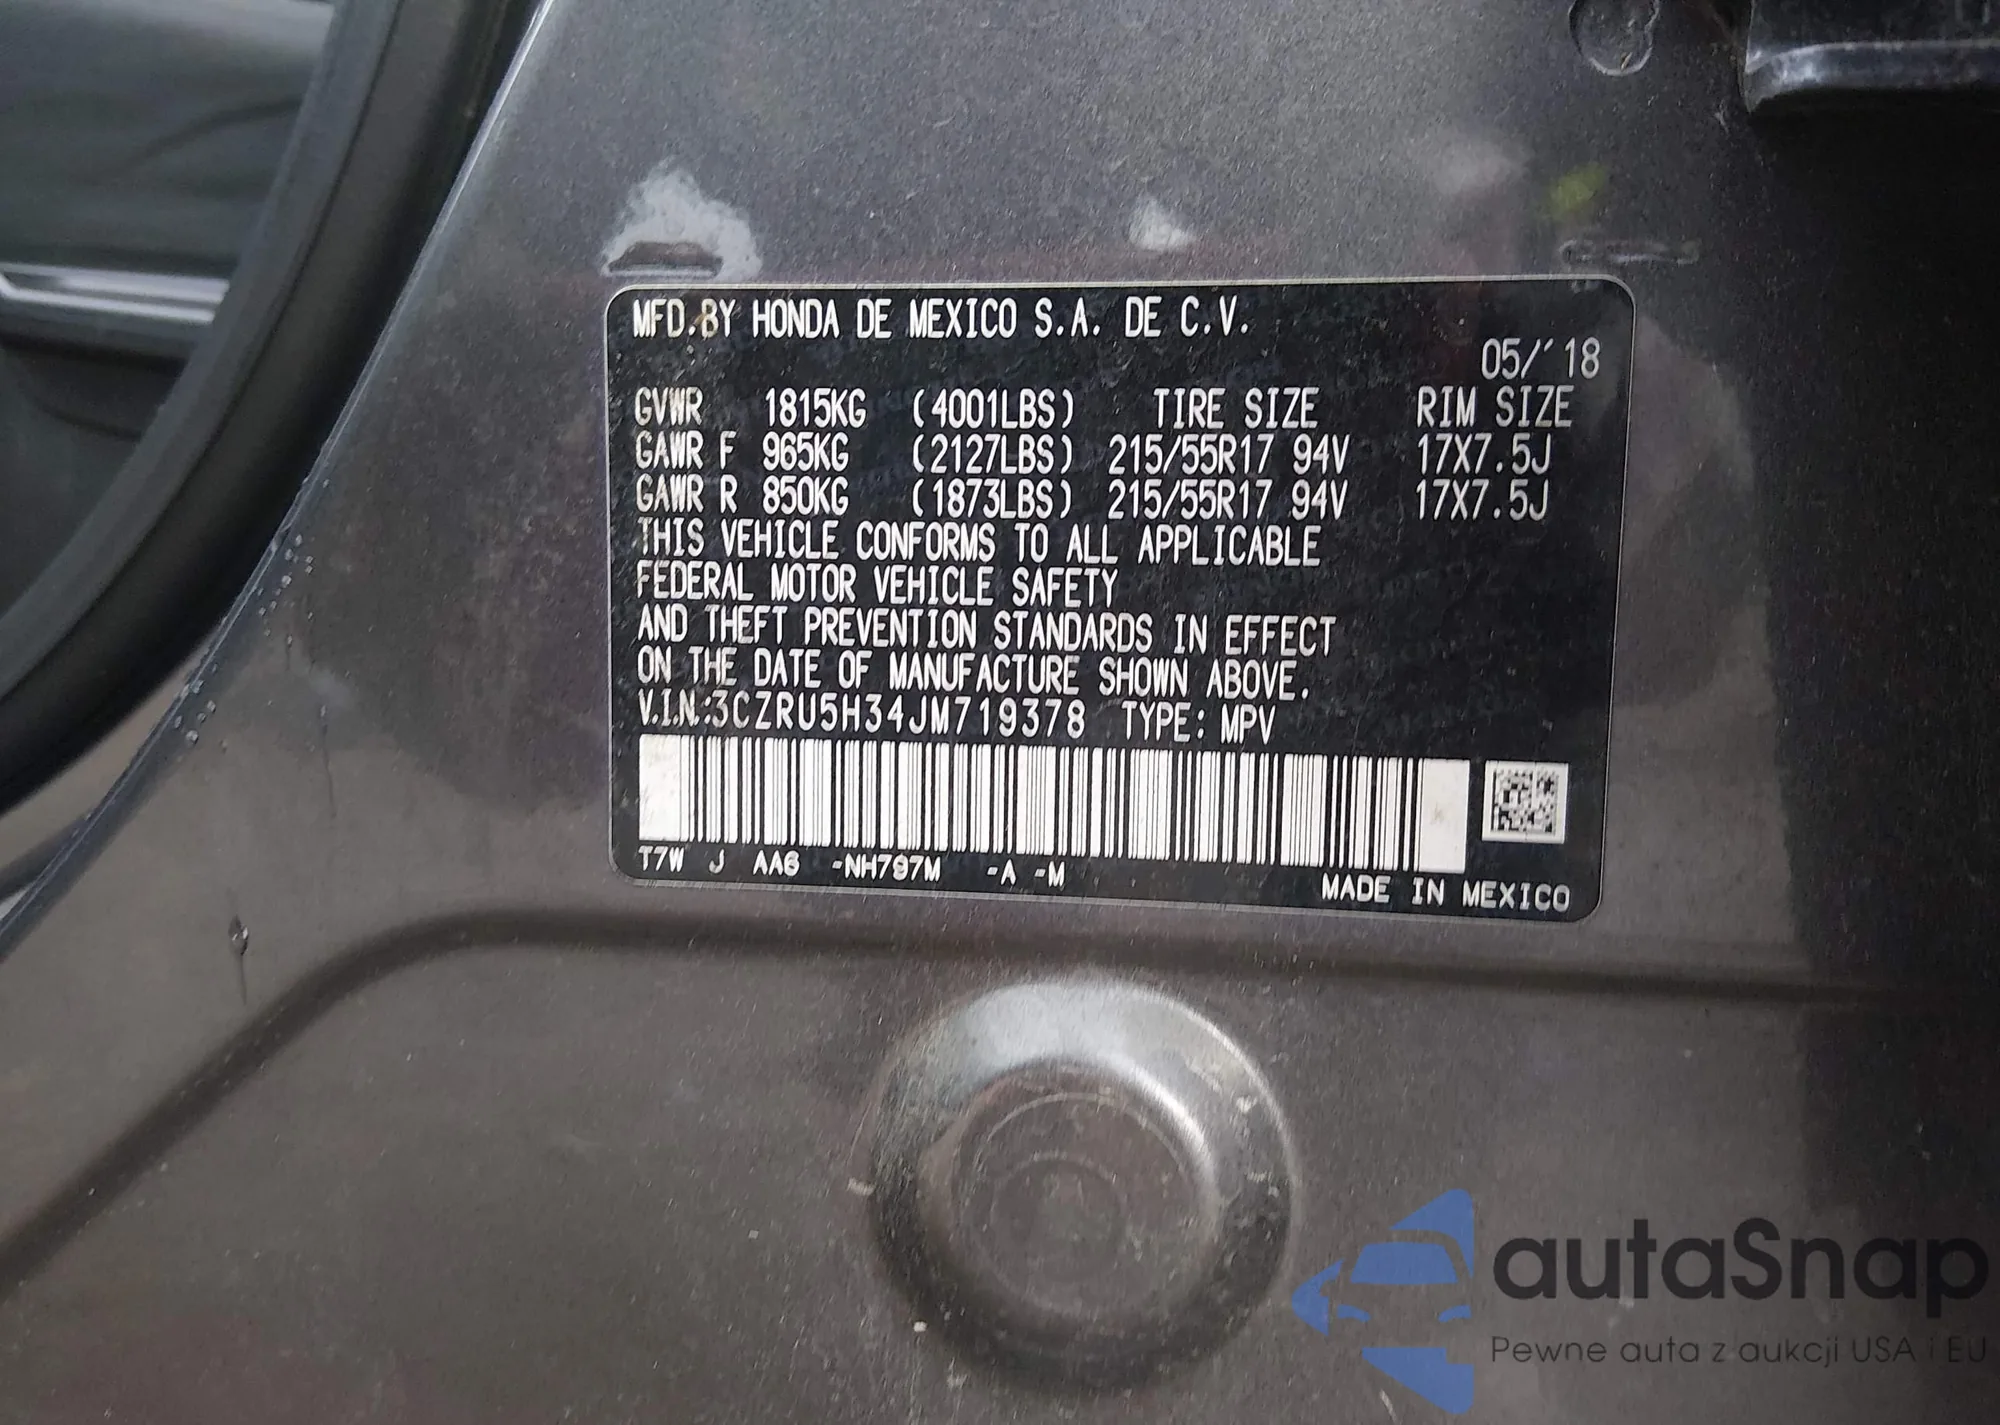 MFD.BY HONDA DE MEXICO S.A. DE C.V.
05/'18
GVWR 1815KG (4001LBS) TIRE SIZE RIM SIZE
GAWR F 965KG (2127LBS) 215/55R17 94V 17X7.5J
GAWR R 850KG (1873LBS) 215/55R17 94V 17X7.5J
THIS VEHICLE CONFORMS TO ALL APPLICABLE
FEDERAL MOTOR VEHICLE SAFETY
AND THEFT PREVENTION STANDARDS IN EFFECT
ON THE DATE OF MANUFACTURE SHOWN ABOVE.
V.I.N.:3CZRU5H34JM719378 TYPE: MPV
T7W J AA6 -NH797M -A -M
MADE IN MEXICO
autaSnap
Pewne auta z aukcji USA i EU